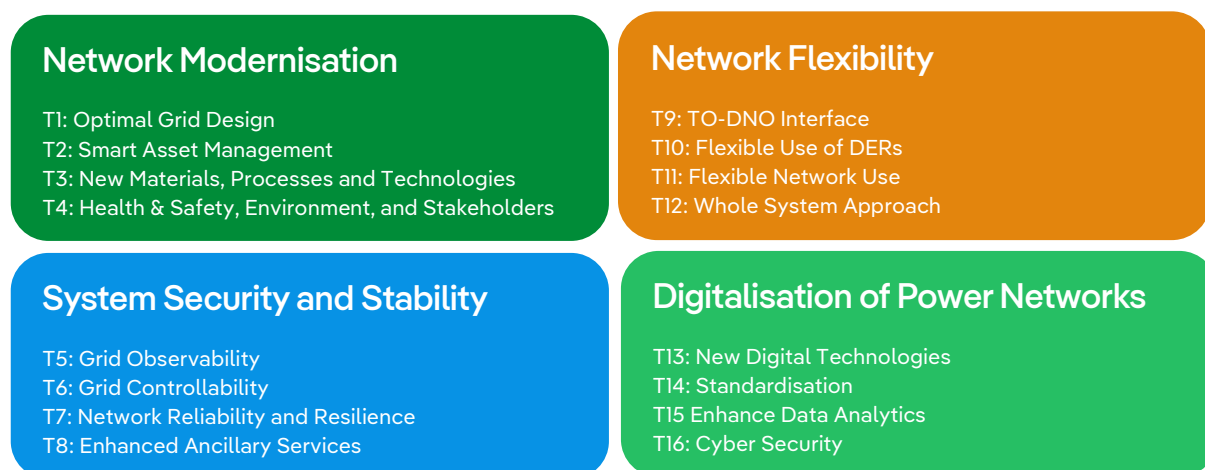 Network Modernisation
T1: Optimal Grid Design
T2: Smart Asset Management
T3: New Materials, Processes and Technologies
T4: Health & Safety, Environment, and Stakeholders
Network Flexibility
T9: TO-DNO Interface
T10: Flexible Use of DERs
T11: Flexible Network Use
T12: Whole System Approach
System Security and Stability
T5: Grid Observability
T6: Grid Controllability
T7: Network Reliability and Resilience
T8: Enhanced Ancillary Services
Digitalisation of Power Networks
T13: New Digital Technologies
T14: Standardisation
T15 Enhance Data Analytics
T16: Cyber Security